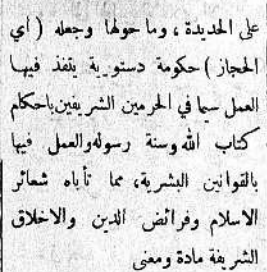 على الحديدة ، وما حولها وجعله ( أي
الحجاز ) حكومة دستورية ينفذ فيها
العمل سيما في الحرمين الشريفين باحكام
كتاب الله وسنة رسوله والعمل فيها
بالقوانين البشرية، مما تأباه شعائر
الاسلام وفرائض الدين والاخلاق
الشريفة مادة ومعنى